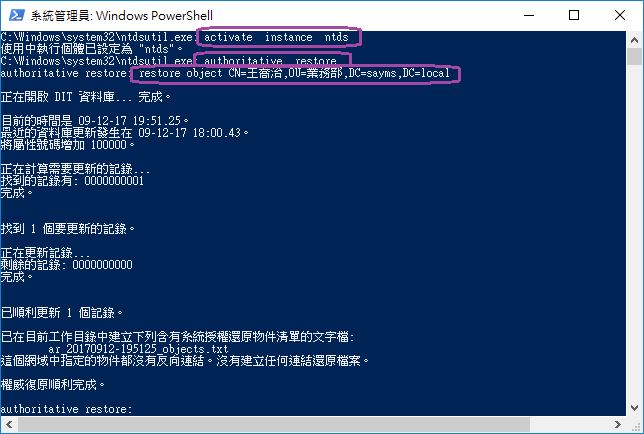 系統管理員: Windows PowerShell
C:\Windows\system32\ntdsutil.exe: activate instance ntds
使用中執行個體已設定為 "ntds"。
C:\Windows\system32\ntdsutil.exe: authoritative restore
authoritative restore: restore object CN=王喬治,OU=業務部,DC=sayms,DC=local
正在開啟 DIT 資料庫... 完成。
目前的時間是 09-12-17 19:51.25。
最近的資料庫更新發生在 09-12-17 18:00.43。
將屬性號碼增加 100000。
正在計算需要更新的記錄...
找到的記錄有: 0000000001
完成。
找到 1 個要更新的記錄。
正在更新記錄...
剩餘的記錄: 0000000000
完成。
已順利更新 1 個記錄。
已在目前工作目錄中建立下列含有系統授權還原物件清單的文字檔:
ar_20170912-195125_objects.txt
這個網域中指定的物件都沒有反向連結。沒有建立任何連結還原檔案。
權威復原順利完成。
authoritative restore: